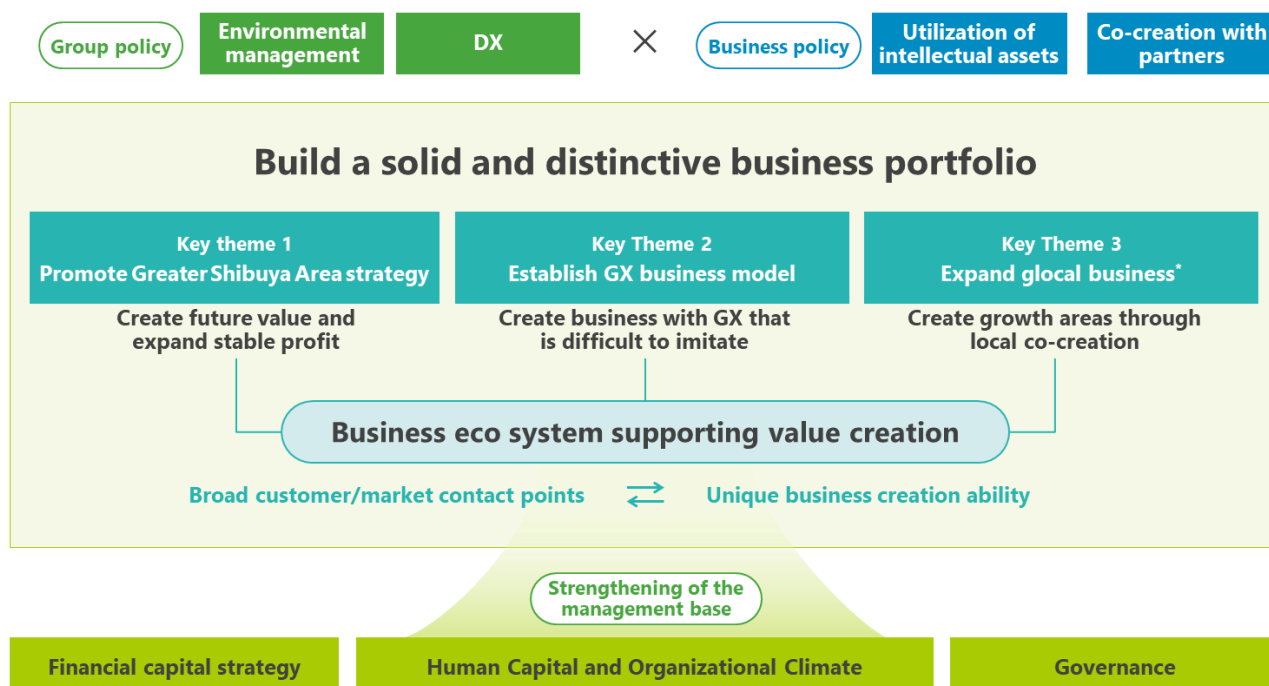 Group policy
Environmental
management
DX
×
Business policy
Utilization of
intellectual assets
Co-creation with
partners
Build a solid and distinctive business portfolio
Key theme 1
Promote Greater Shibuya Area strategy
Create future value and
expand stable profit
Key Theme 2
Establish GX business model
Create business with GX that
is difficult to imitate
Key Theme 3
Expand glocal business*
Create growth areas through
local co-creation
Business eco system supporting value creation
Broad customer/market contact points ⇄ Unique business creation ability
Strengthening of the
management base
Financial capital strategy
Human Capital and Organizational Climate
Governance